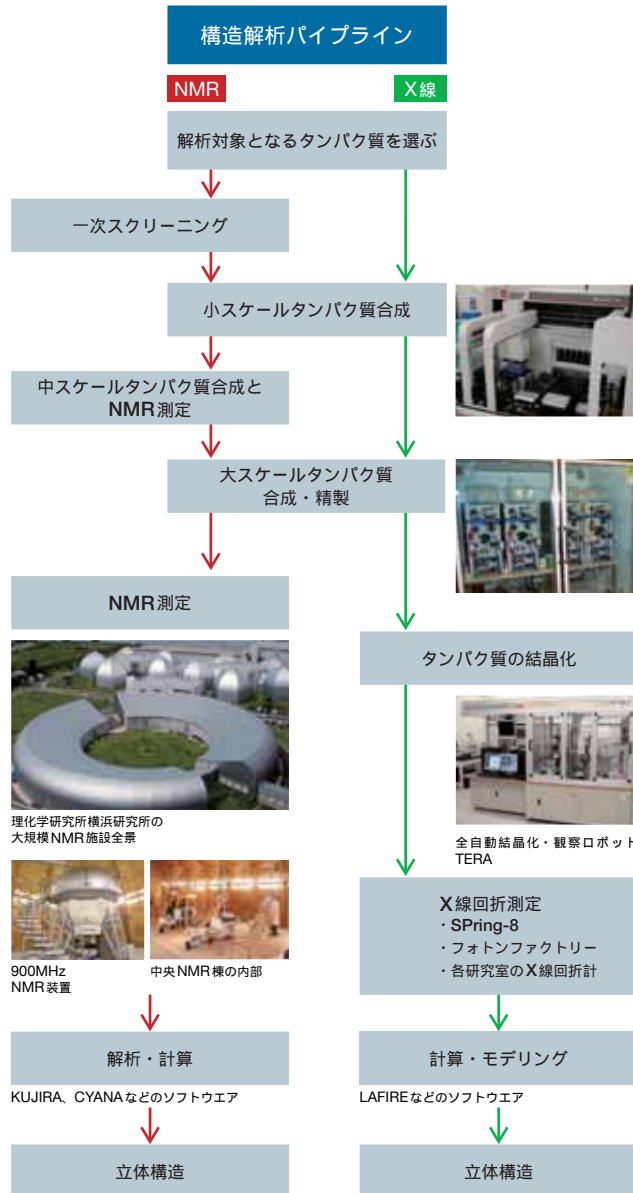 構造解析パイプライン
NMR
X線
解析対象となるタンパク質を選ぶ
一次スクリーニング
小スケールタンパク質合成
中スケールタンパク質合成と
NMR測定
大スケールタンパク質
合成・精製
NMR測定
タンパク質の結晶化
理化学研究所横浜研究所の
大規模NMR施設全景
全自動結晶化・観察ロボット
TERA
900MHz
NMR装置
中央NMR棟の内部
X線回折測定
・SPring-8
・フォトンファクトリー
・各研究室のX線回折計
解析・計算
KUJIRA、CYANAなどのソフトウエア
計算・モデリング
LAFIREなどのソフトウエア
立体構造
立体構造